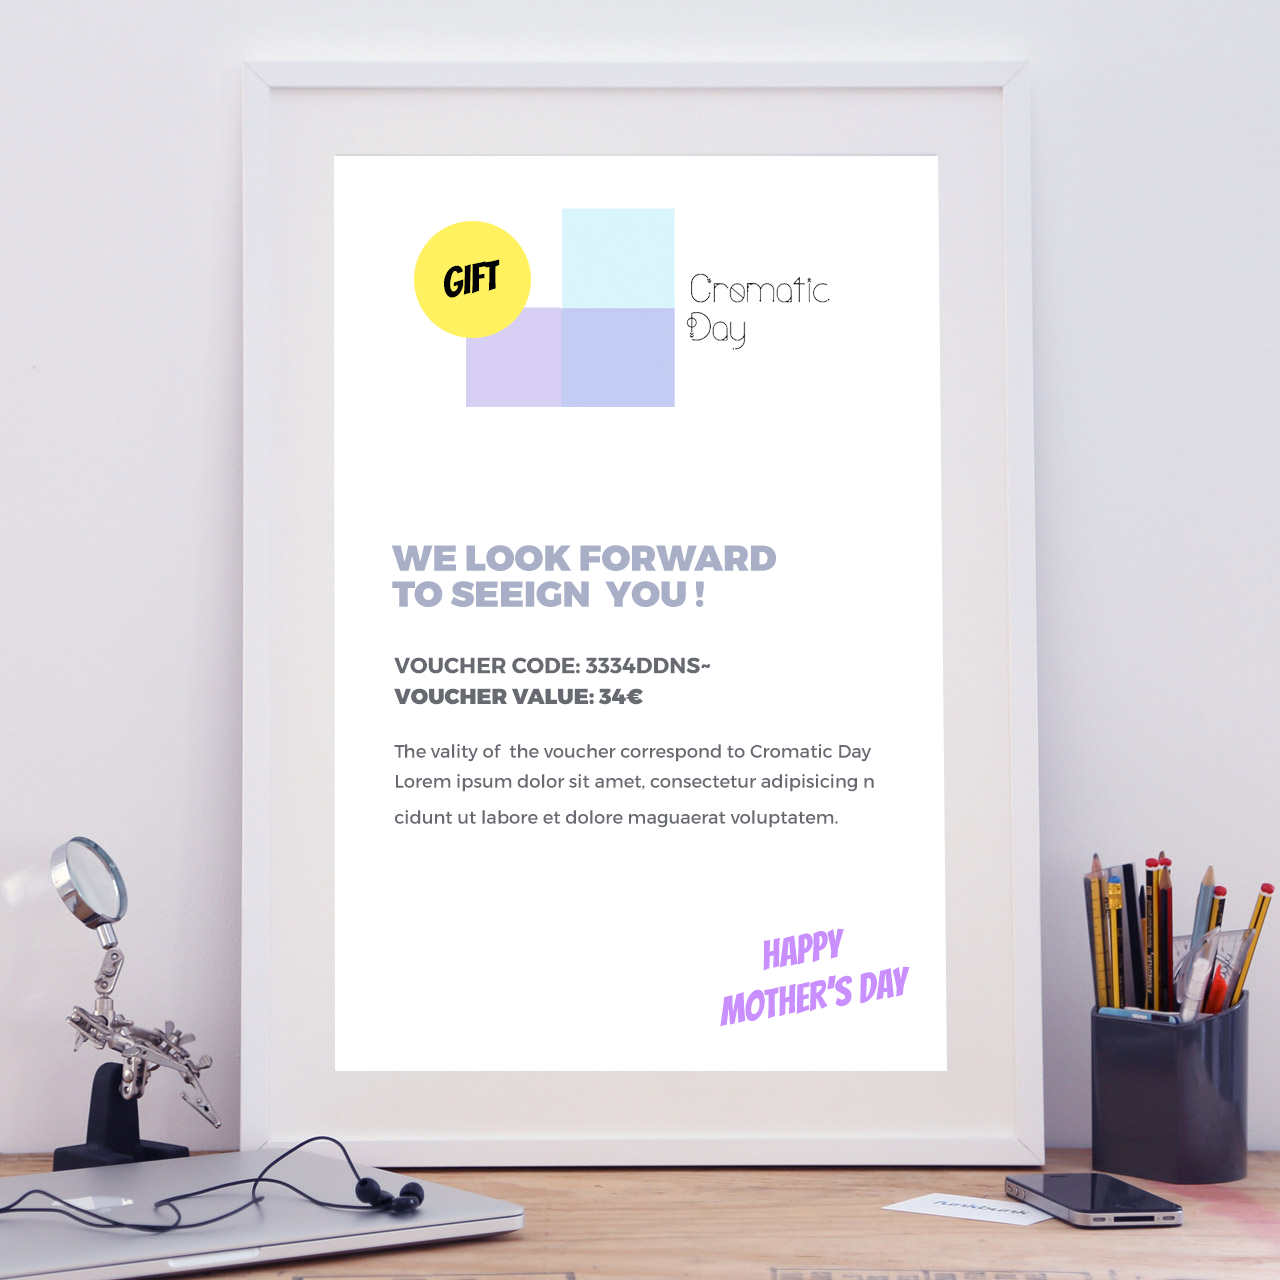 GIFT
Cromatic
Day
WE LOOK FORWARD
TO SEEIGN  YOU !
VOUCHER CODE: 3334DDNS~
VOUCHER VALUE: 34€
The vality of  the voucher correspond to Cromatic Day
Lorem ipsum dolor sit amet, consectetur adipisicing n
cidunt ut labore et dolore maguaerat voluptatem.
HAPPY
MOTHER'S DAY